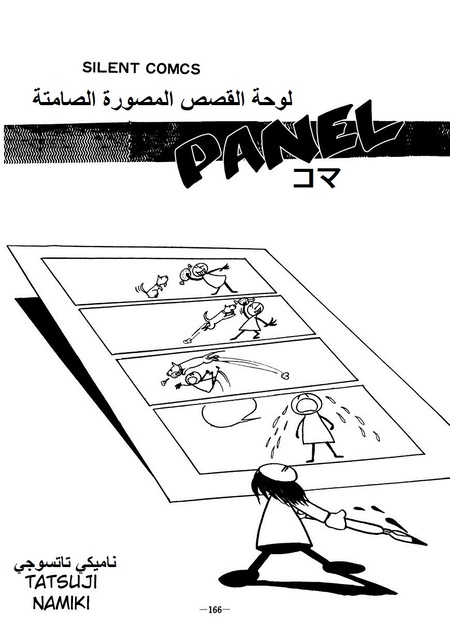 SILENT COMCS
لوحة القصص المصورة الصامتة
PANEL
コマ
ناميكي تاتسوجي
TATSUJI
NAMIKI
—166—